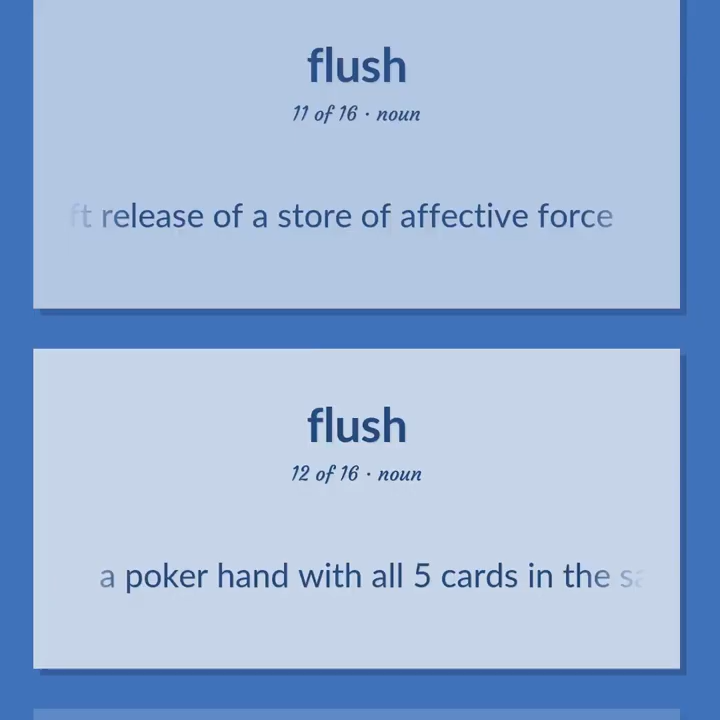 flush
11 of 16 · noun
release of a store of affective force
flush
12 of 16 · noun
a poker hand with all 5 cards in the